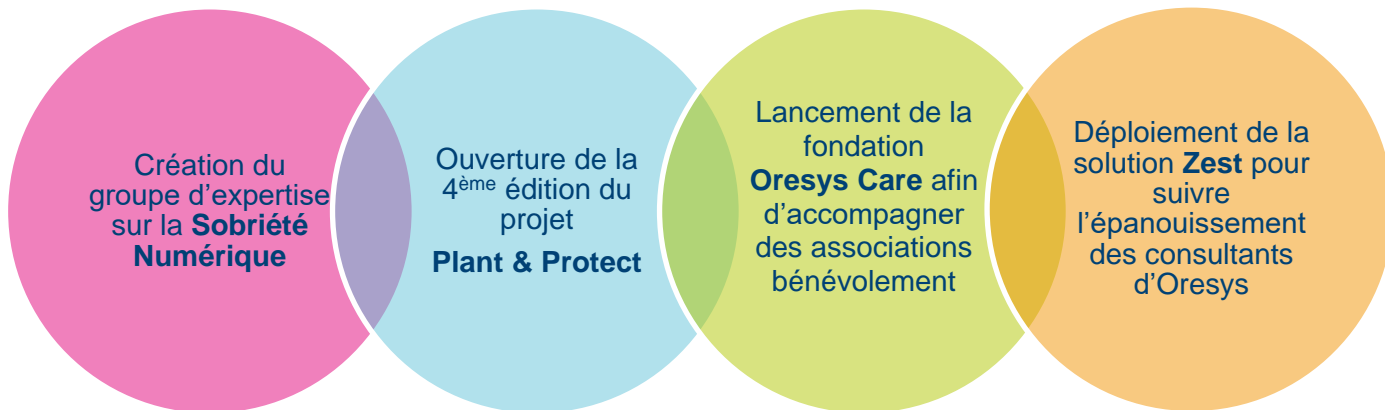 Création du
groupe d’expertise
sur la Sobriété
Numérique
Ouverture de la
4ème édition du
projet
Plant & Protect
Lancement de la
fondation
Oresys Care afin
d’accompagner
des associations
bénévolement
Déploiement de la
solution Zest pour
suivre
l’épanouissement
des consultants
d’Oresys